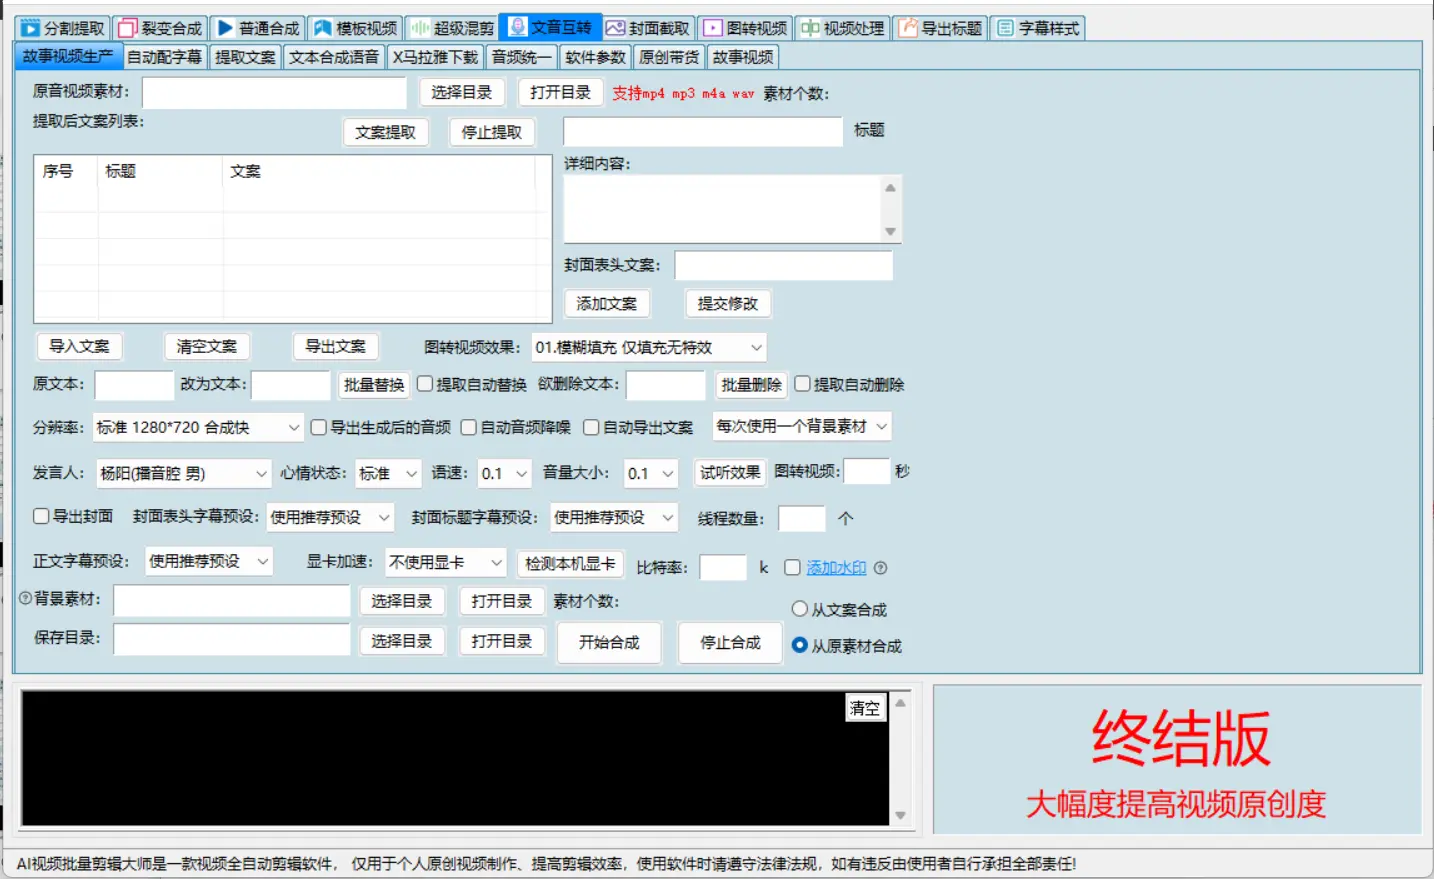 分割提取 裂变合成 普通合成 模板视频 超级混剪 文音互转 封面截取 图转视频 视频处理 导出标题 字幕样式
故事视频生产 自动配字幕 提取文案 文本合成语音 X马拉雅下载 音频统一 软件参数 原创带货 故事视频
原音视频素材： 选择目录 打开目录 支持mp4 mp3 m4a wav 素材个数：
提取后文案列表： 文案提取 停止提取 标题
序号 标题 文案
详细内容：
封面表头文案：
添加文案 提交修改
导入文案 清空文案 导出文案 图转视频效果： 01.模糊填充 仅填充无特效
原文本： 改为文本： 批量替换 提取自动替换 欲删除文本： 批量删除 提取自动删除
分辨率： 标准 1280*720 合成快 导出生成后的音频 自动音频降噪 自动导出文案 每次使用一个背景素材
发言人： 杨阳(播音腔 男) 心情状态： 标准 语速： 0.1 音量大小： 0.1 试听效果 图转视频： 秒
导出封面 封面表头字幕预设： 使用推荐预设 封面标题字幕预设： 使用推荐预设 线程数量： 个
正文字幕预设： 使用推荐预设 显卡加速： 不使用显卡 检测本机显卡 比特率： k 添加水印 ?
?背景素材： 选择目录 打开目录 素材个数： 从文案合成
保存目录： 选择目录 打开目录 开始合成 停止合成 从原素材合成
清空
终结版
大幅度提高视频原创度
AI视频批量剪辑大师是一款视频全自动剪辑软件， 仅用于个人原创视频制作、提高剪辑效率，使用软件时请遵守法律法规，如有违反由使用者自行承担全部责任!